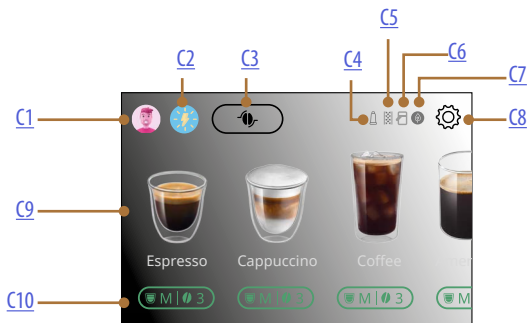 C5
C2 C3 C4 C6
C7
C1 C8
C9
Espresso Cappuccino Coffee
C10
M 3 M 3 M 3 M